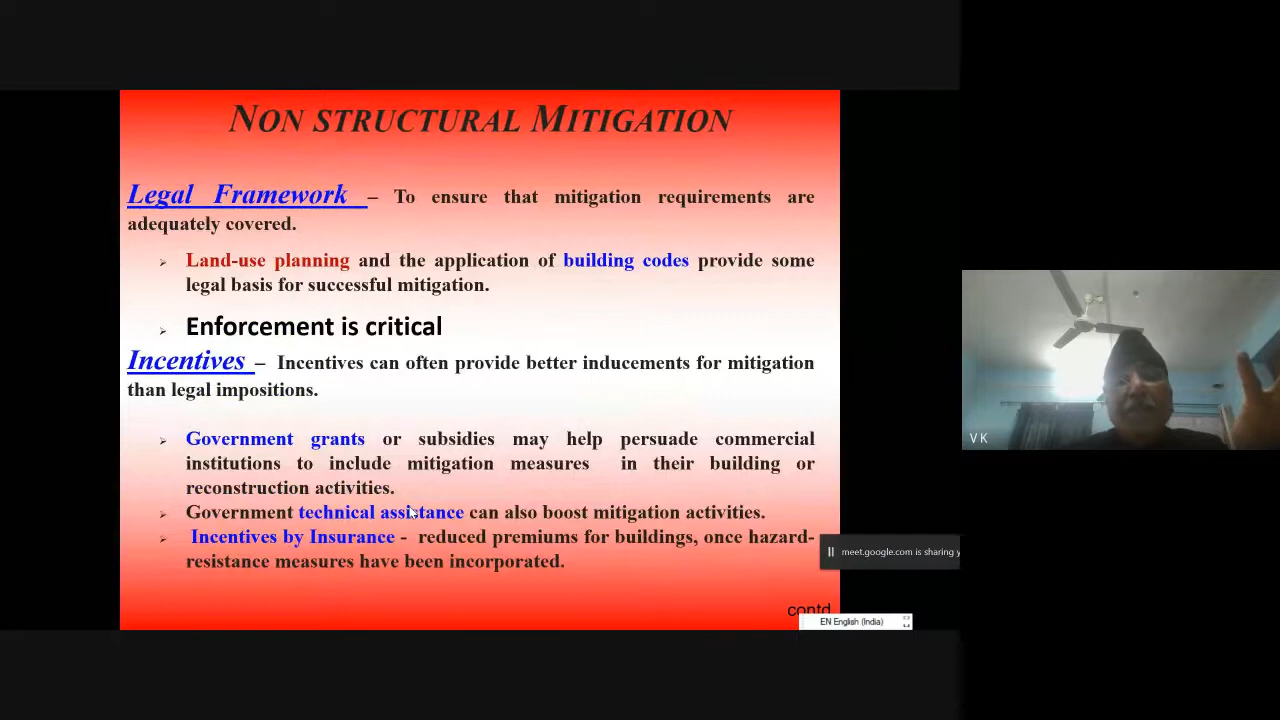 NON STRUCTURAL MITIGATION
Legal Framework – To ensure that mitigation requirements are
adequately covered.
Land-use planning and the application of building codes provide some
legal basis for successful mitigation.
Enforcement is critical
Incentives – Incentives can often provide better inducements for mitigation
than legal impositions.
Government grants or subsidies may help persuade commercial
institutions to include mitigation measures in their building or
reconstruction activities.
Government technical assistance can also boost mitigation activities.
Incentives by Insurance - reduced premiums for buildings, once hazard-
resistance measures have been incorporated.
contd
meet.google.com is sharing y
EN English (India)
V K